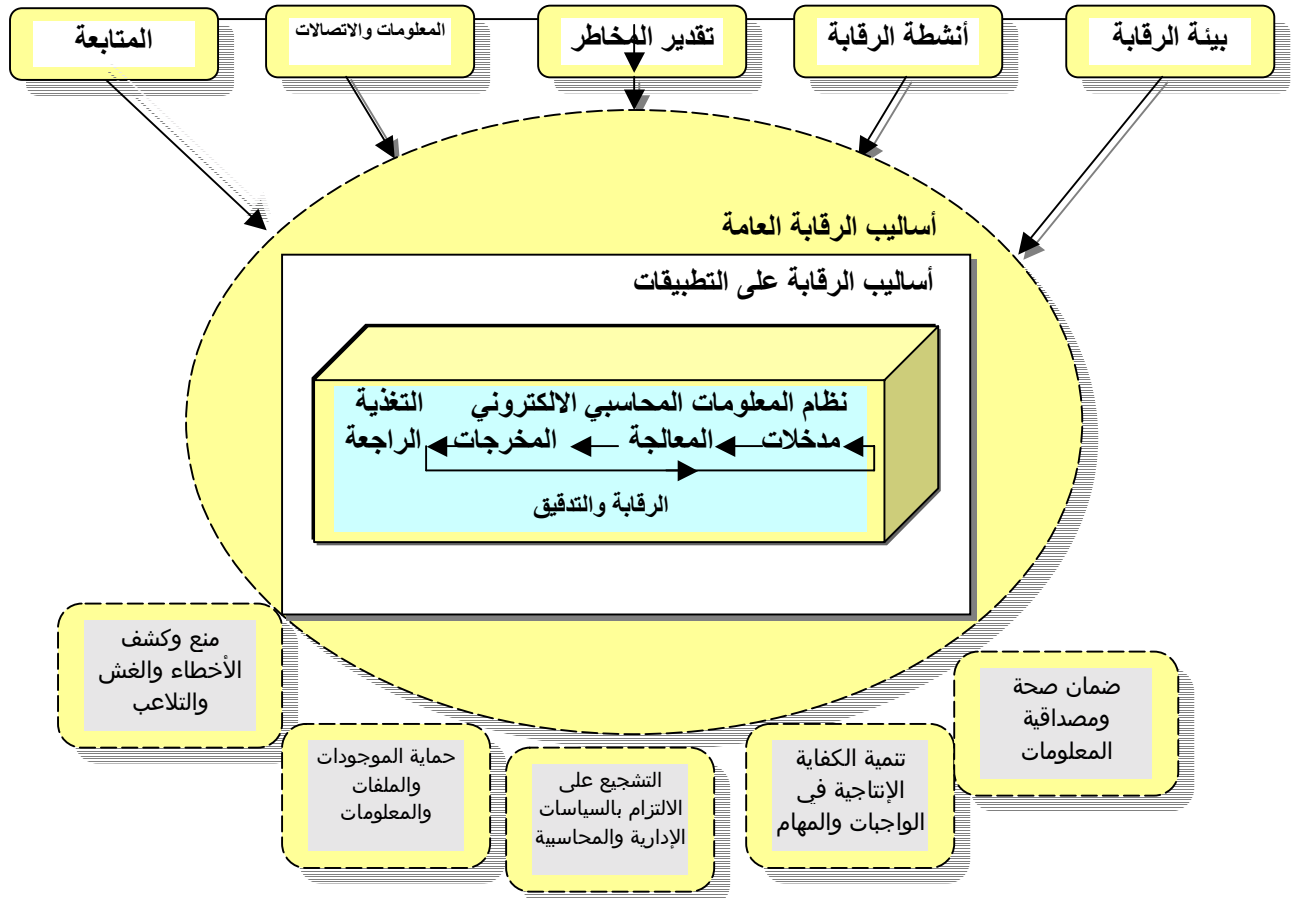 بيئة الرقابة
أنشطة الرقابة
تقدير المخاطر
المعلومات والاتصالات
المتابعة
أساليب الرقابة العامة
أساليب الرقابة على التطبيقات
نظام المعلومات المحاسبي الالكتروني التغذية
مدخلات المعالجة المخرجات الراجعة
الرقابة والتدقيق
ضمان صحة
ومصداقية
المعلومات
تنمية الكفاية
الإنتاجية في
الواجبات والمهام
التشجيع على
الالتزام بالسياسات
الإدارية والمحاسبية
حماية الموجودات
والملفات
والمعلومات
منع وكشف
الأخطاء والغش
والتلاعب